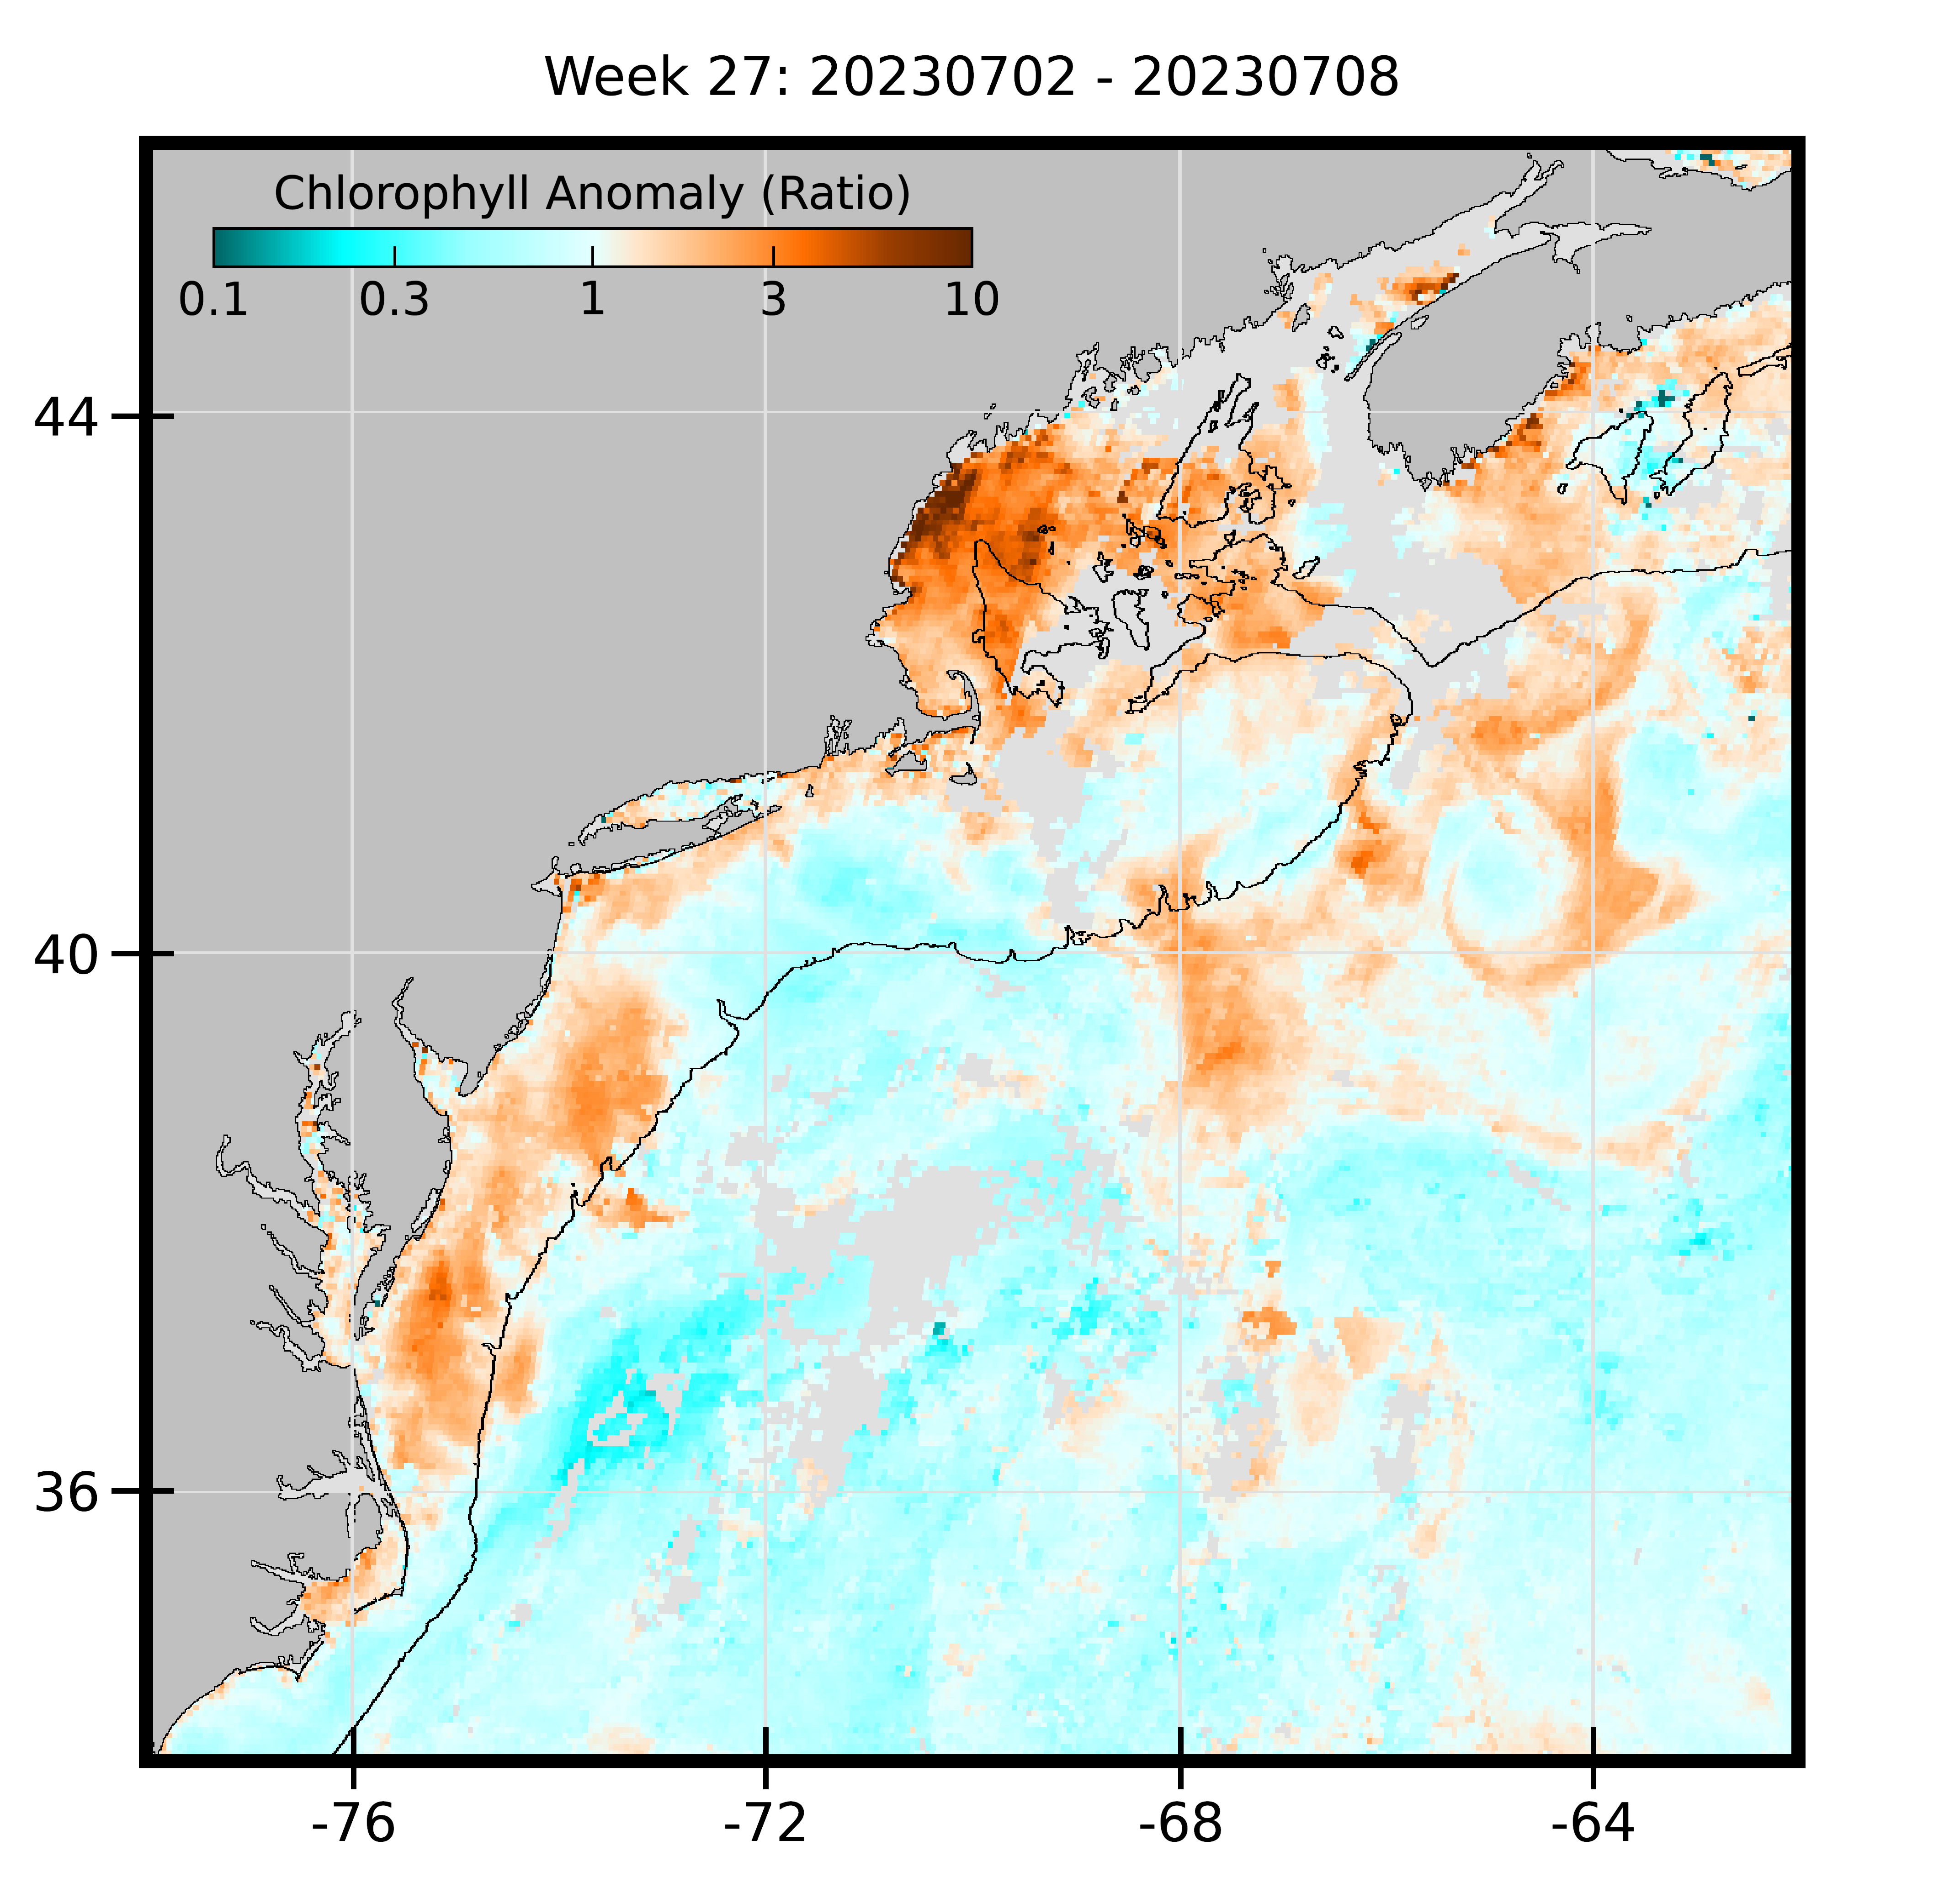 Week 27: 20230702 - 20230708
Chlorophyll Anomaly (Ratio)
0.1 0.3 1 3 10
44
40
36
-76 -72 -68 -64